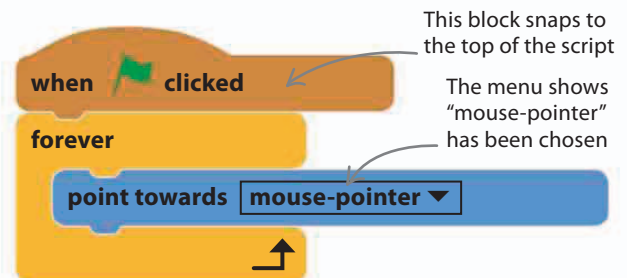 This block snaps to
the top of the script
when clicked
The menu shows
“mouse-pointer”
has been chosen
forever
point towards mouse-pointer